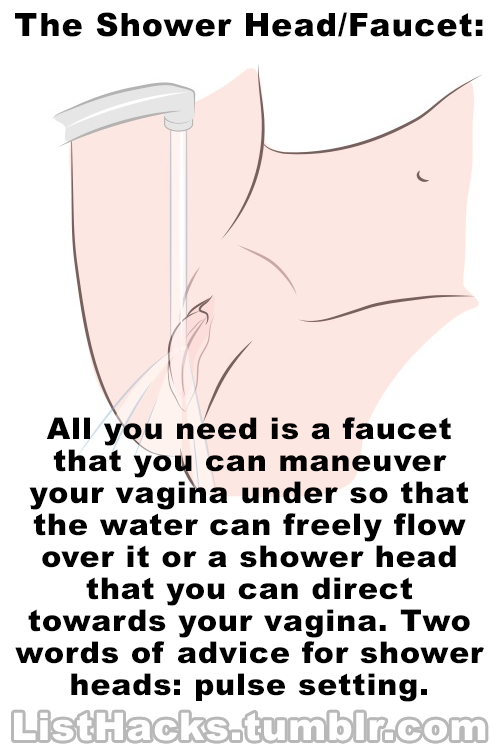 The Shower Head/Faucet:
All you need is a faucet
that you can maneuver
your vagina under so that
the water can freely flow
over it or a shower head
that you can direct
towards your vagina. Two
words of advice for shower
heads: pulse setting.
ListHacks.tumblr.com